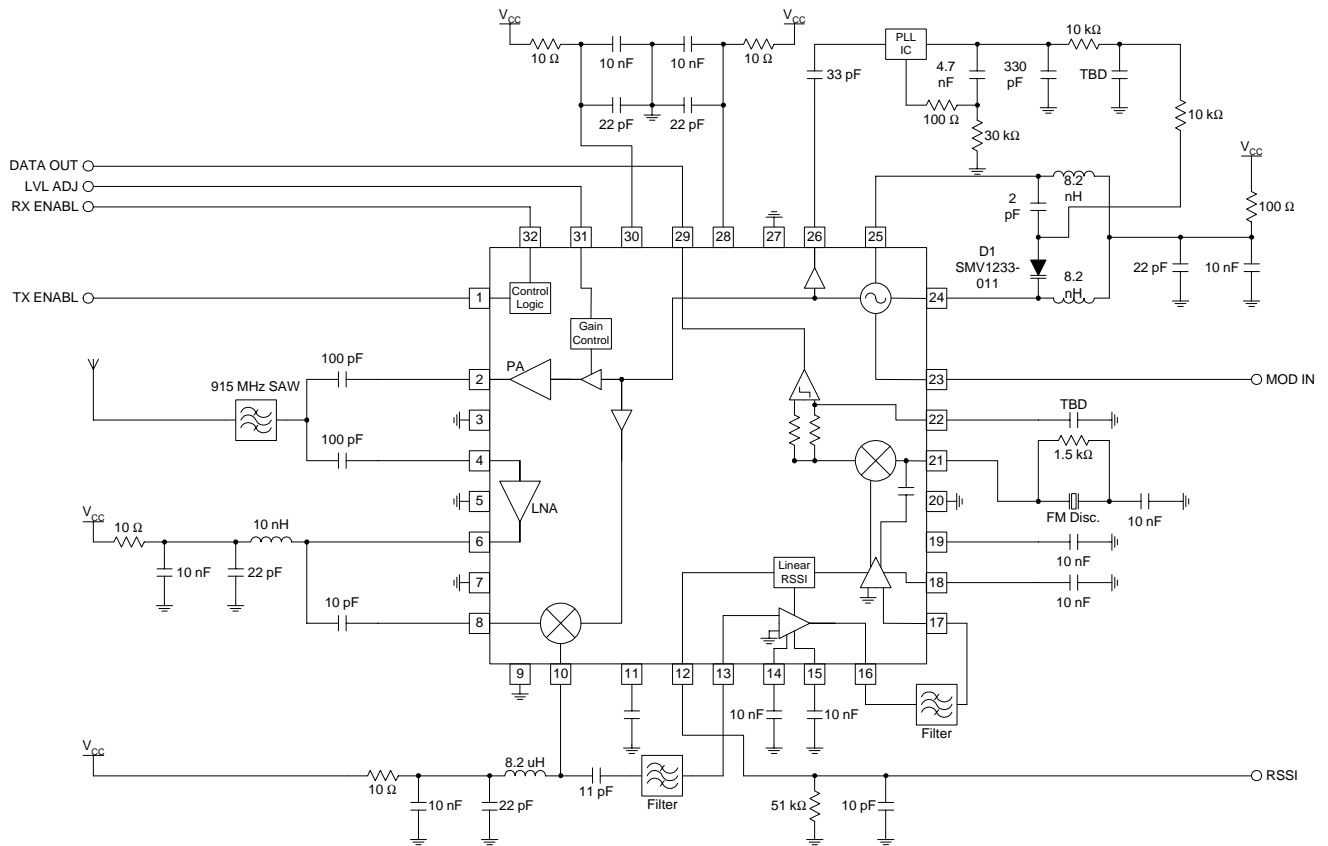 V_CC
V_CC
10 Ω
10 nF
10 nF
10 Ω
22 pF
22 pF
33 pF
PLL
IC
4.7
nF
330
pF
10 kΩ
TBD
100 Ω
30 kΩ
10 kΩ
V_CC
100 Ω
DATA OUT
LVL ADJ
RX ENABL
TX ENABL
8.2
nH
2
pF
D1
SMV1233-
011
8.2
nH
22 pF
10 nF
32
31
30
29
28
27
26
25
1
Control
Logic
24
Gain
Control
PA
100 pF
915 MHz SAW
2
23
MOD IN
3
22
TBD
100 pF
4
21
1.5 kΩ
5
LNA
20
FM Disc.
10 nF
V_CC
10 Ω
10 nH
6
19
10 nF
10 nF
22 pF
7
Linear
RSSI
18
10 nF
10 pF
8
17
9
10
11
12
13
14
15
16
10 nF
10 nF
Filter
V_CC
10 Ω
8.2 uH
11 pF
Filter
RSSI
10 nF
22 pF
51 kΩ
10 pF